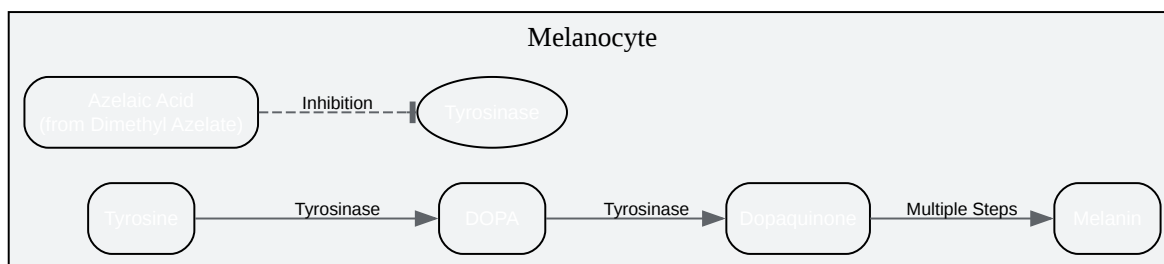 Melanocyte
Azelaic Acid
(from Dimethyl Azelate)
Inhibition
Tyrosinase
Tyrosine
Tyrosinase
DOPA
Tyrosinase
Dopaquinone
Multiple Steps
Melanin